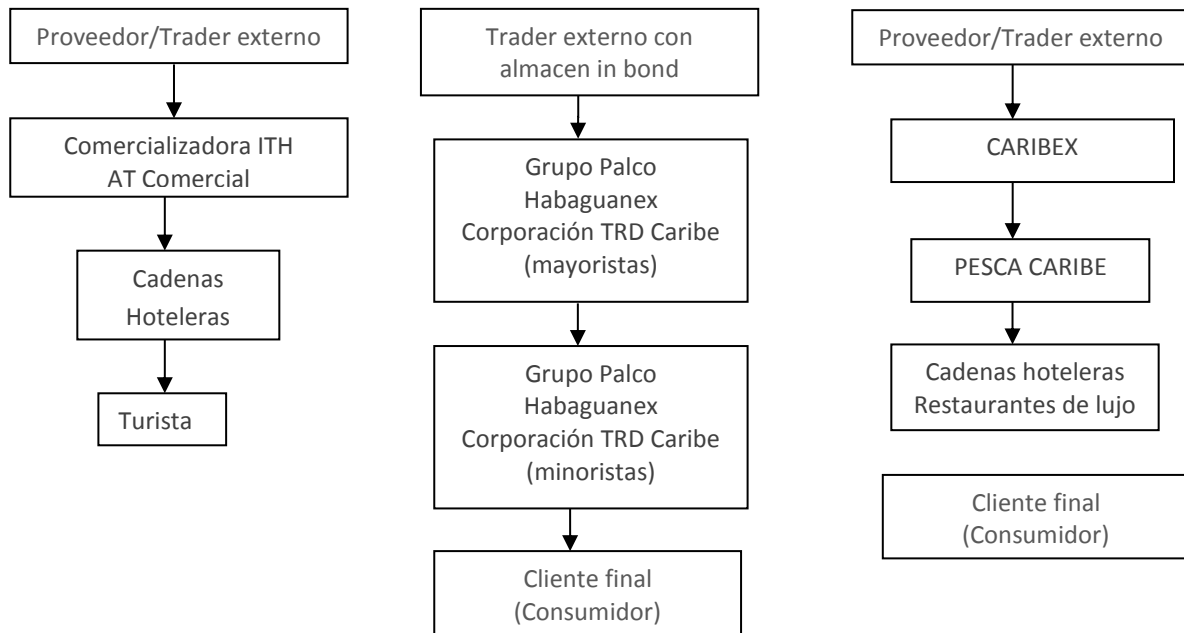 Proveedor/Trader externo
Comercializadora ITH
AT Comercial
Cadenas
Hoteleras
Turista
Trader externo con
almacen in bond
Grupo Palco
Habaguanex
Corporación TRD Caribe
(mayoristas)
Grupo Palco
Habaguanex
Corporación TRD Caribe
(minoristas)
Cliente final
(Consumidor)
Proveedor/Trader externo
CARIBEX
PESCA CARIBE
Cadenas hoteleras
Restaurantes de lujo
Cliente final
(Consumidor)